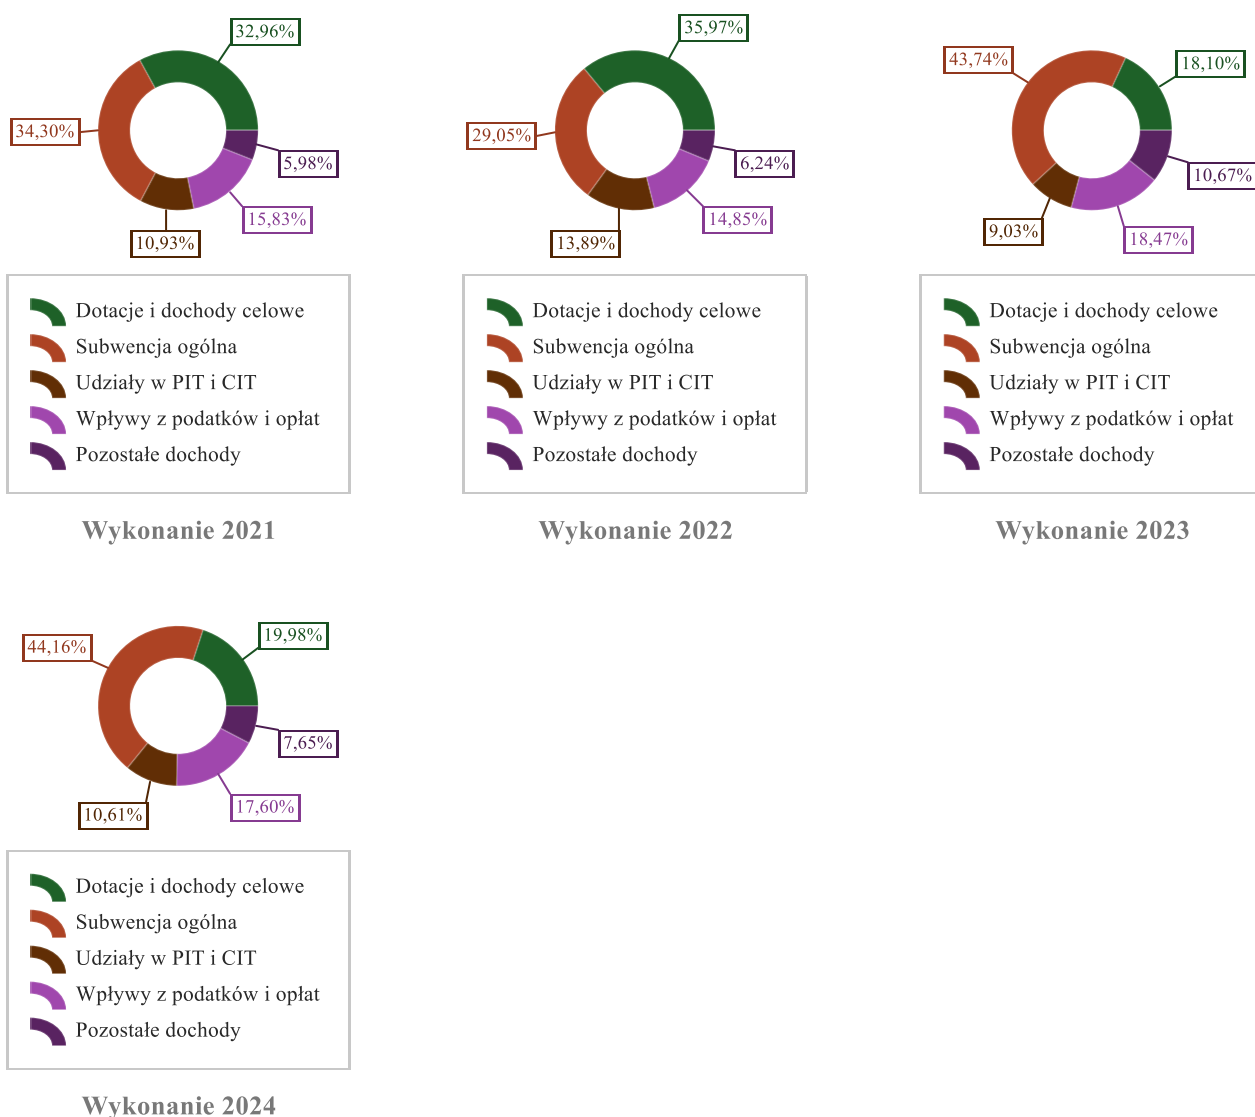 32,96%
34,30%
5,98%
15,83%
10,93%
Dotacje i dochody celowe
Subwencja ogólna
Udziały w PIT i CIT
Wpływy z podatków i opłat
Pozostałe dochody
Wykonanie 2021
35,97%
29,05%
6,24%
14,85%
13,89%
Dotacje i dochody celowe
Subwencja ogólna
Udziały w PIT i CIT
Wpływy z podatków i opłat
Pozostałe dochody
Wykonanie 2022
43,74%
18,10%
10,67%
9,03%
18,47%
Dotacje i dochody celowe
Subwencja ogólna
Udziały w PIT i CIT
Wpływy z podatków i opłat
Pozostałe dochody
Wykonanie 2023
19,98%
44,16%
7,65%
17,60%
10,61%
Dotacje i dochody celowe
Subwencja ogólna
Udziały w PIT i CIT
Wpływy z podatków i opłat
Pozostałe dochody
Wykonanie 2024